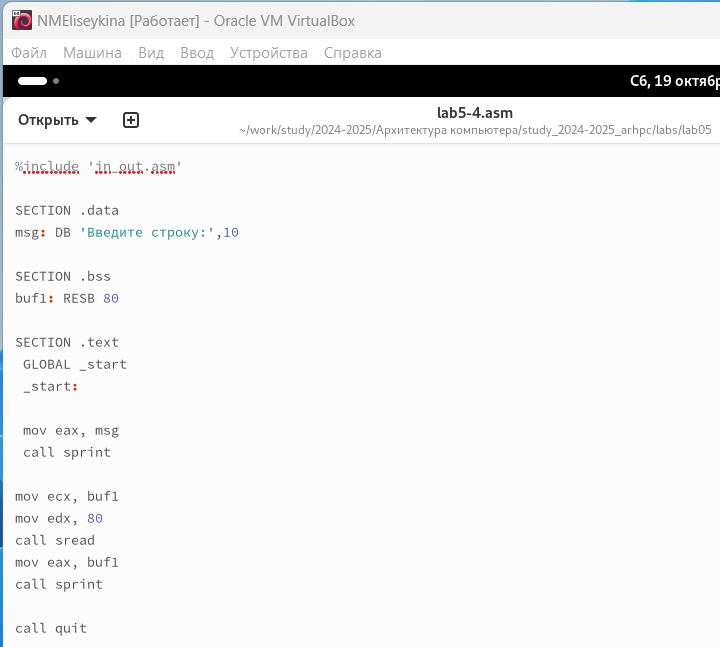 NMEliseykina [Работает] - Oracle VM VirtualBox
Файл Машина Вид Ввод Устройства Справка
Сб, 19 октябр
Открыть
lab5-4.asm
~/work/study/2024-2025/Архитектура компьютера/study_2024-2025_arhpc/labs/lab05
%include 'in_out.asm'
SECTION .data
msg: DB 'Введите строку:',10
SECTION .bss
buf1: RESB 80
SECTION .text
GLOBAL _start
_start:
mov eax, msg
call sprint
mov ecx, buf1
mov edx, 80
call sread
mov eax, buf1
call sprint
call quit